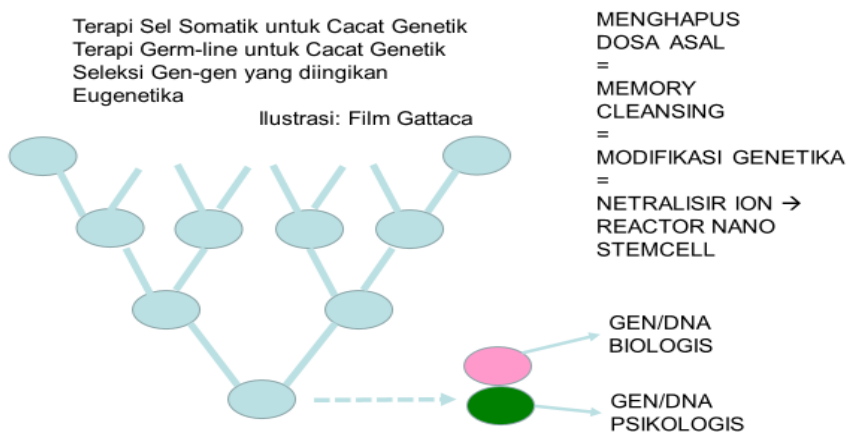 Terapi Sel Somatik untuk Cacat Genetik
Terapi Germ-line untuk Cacat Genetik
Seleksi Gen-gen yang diingikan
Eugenetika
Ilustrasi: Film Gattaca
MENGHAPUS
DOSA ASAL
=
MEMORY
CLEANSING
=
MODIFIKASI GENETIKA
=
NETRALISIR ION →
REACTOR NANO
STEMCELL
GEN/DNA
BIOLOGIS
GEN/DNA
PSIKOLOGIS